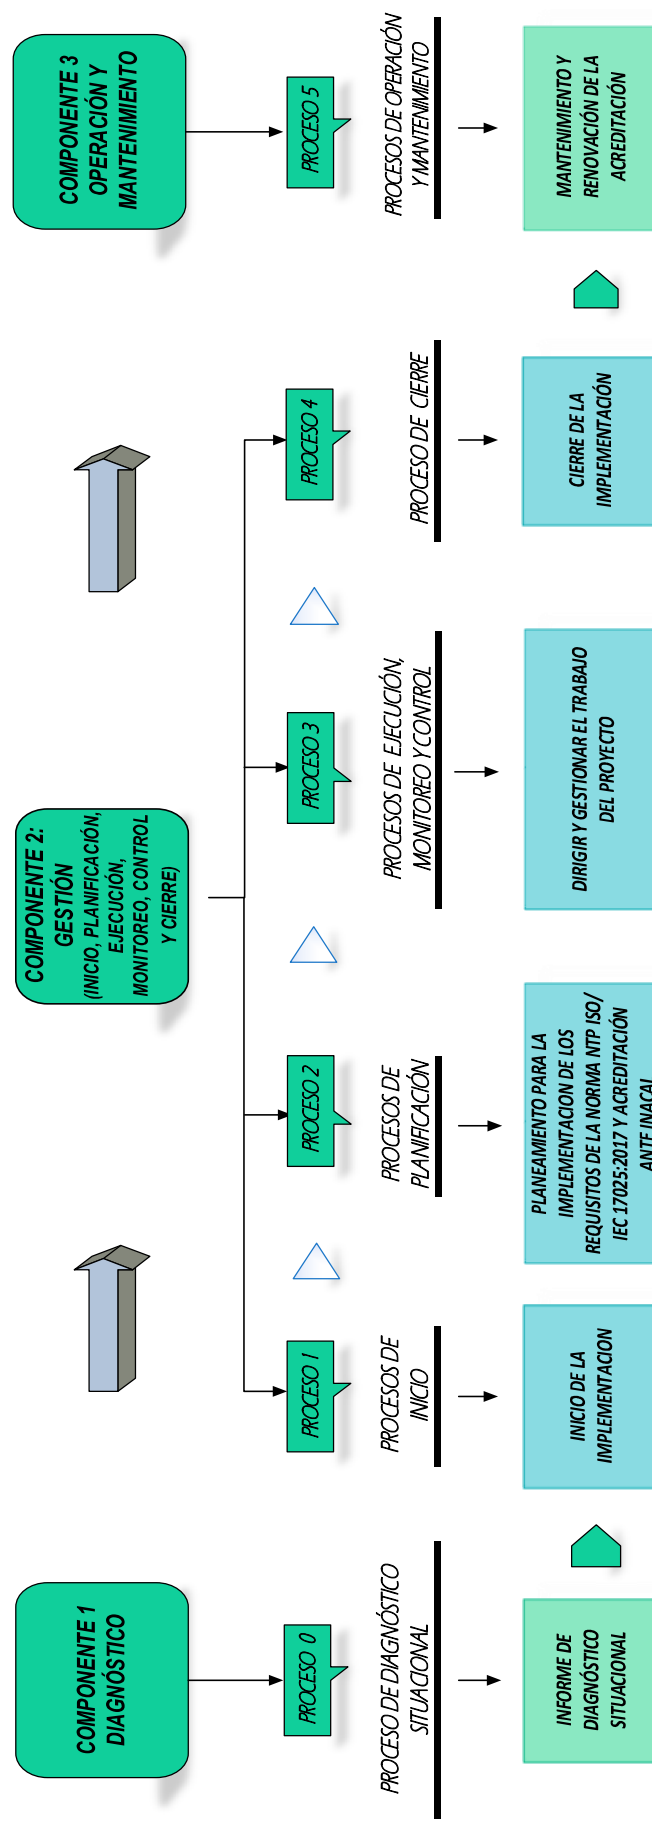 COMPONENTE 1
DIAGNÓSTICO
COMPONENTE 2:
GESTIÓN
(INICIO, PLANIFICACIÓN,
EJECUCIÓN,
MONITOREO, CONTROL
Y CIERRE)
COMPONENTE 3
OPERACIÓN Y
MANTENIMIENTO
PROCESO 0
PROCESO 1
PROCESO 2
PROCESO 3
PROCESO 4
PROCESO 5
PROCESO DE DIAGNÓSTICO
SITUACIONAL
PROCESOS DE
INICIO
PROCESOS DE
PLANIFICACIÓN
PROCESOS DE EJECUCIÓN,
MONITOREO Y CONTROL
PROCESO DE CIERRE
PROCESOS DE OPERACIÓN
Y MANTENIMIENTO
INFORME DE
DIAGNÓSTICO
SITUACIONAL
INICIO DE LA
IMPLEMENTACION
PLANEAMIENTO PARA LA
IMPLEMENTACION DE LOS
REQUISITOS DE LA NORMA NTP ISO/
IEC 17025:2017 Y ACREDITACIÓN
ANTE INACAL
DIRIGIR Y GESTIONAR EL TRABAJO
DEL PROYECTO
CIERRE DE LA
IMPLEMENTACIÓN
MANTENIMIENTO Y
RENOVACIÓN DE LA
ACREDITACIÓN